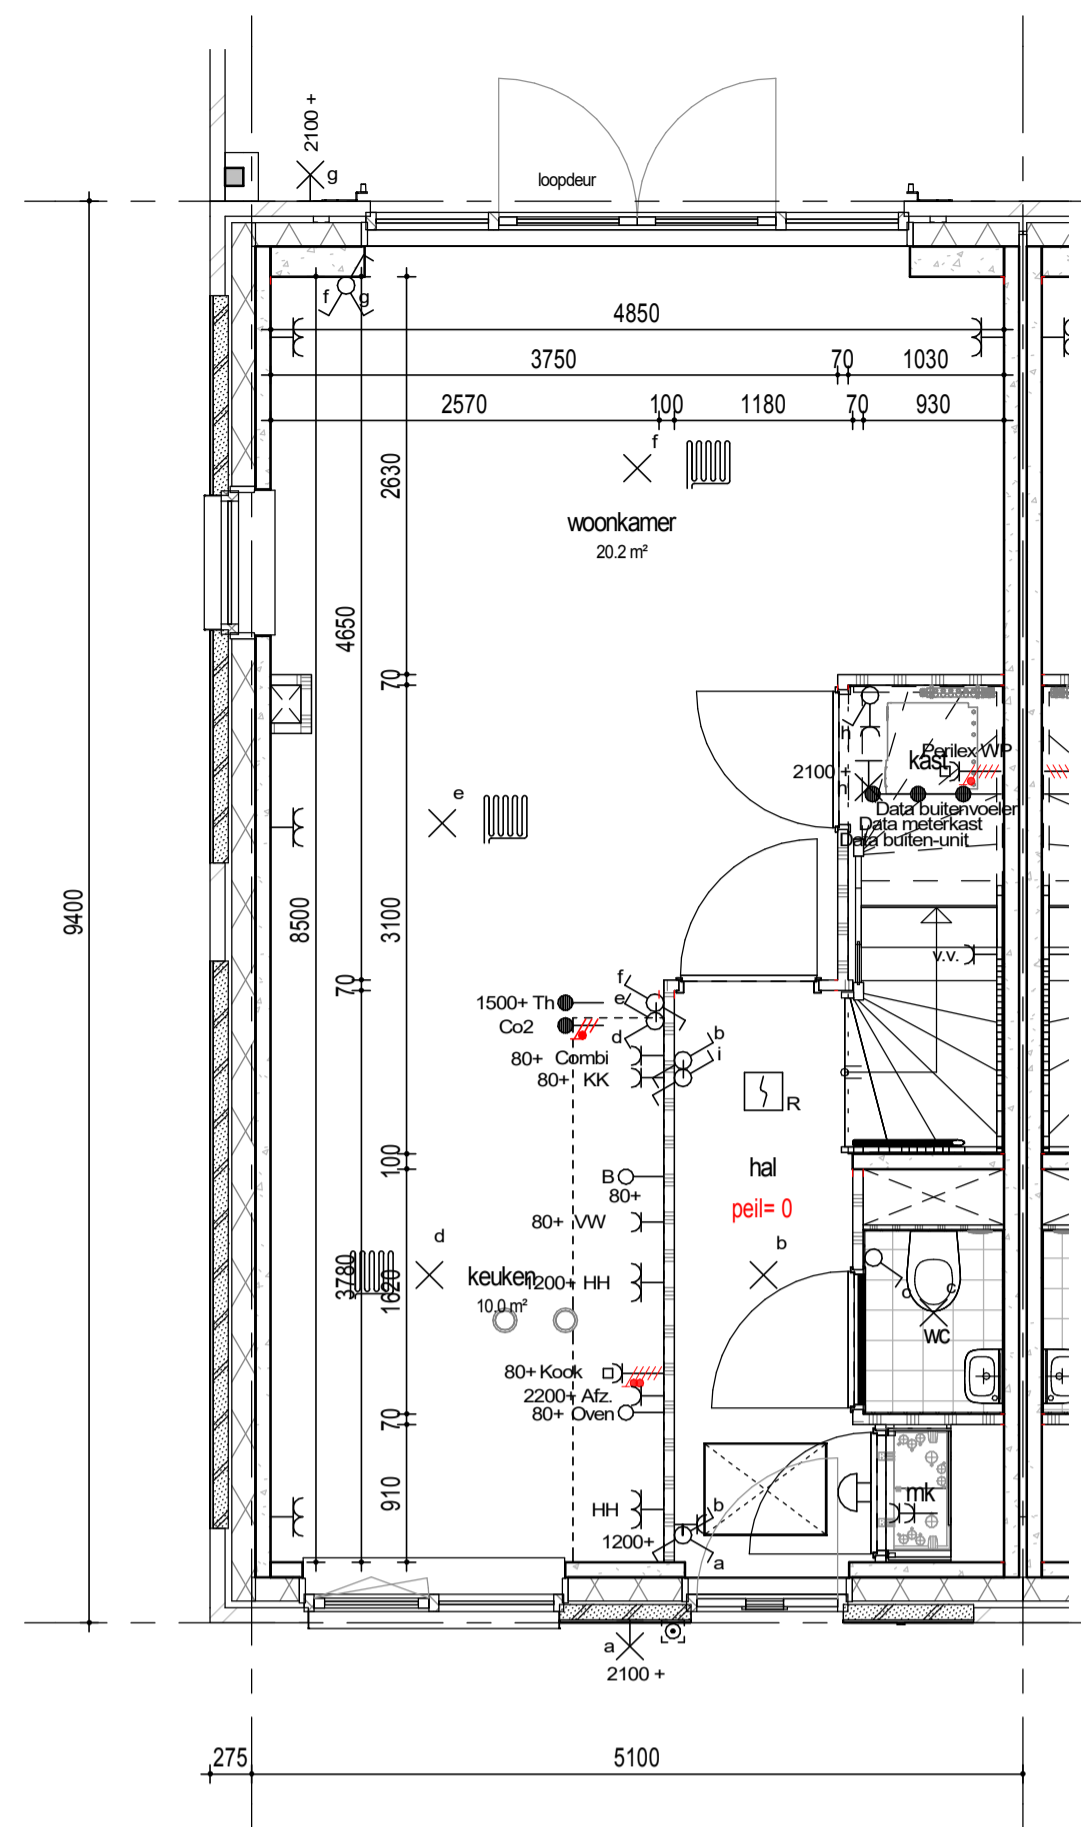 2100 +
g
loopdeur
f
g
4850
3750
70
1030
2570
100
1180
70
930
f
2630
woonkamer
20.2 m²
4650
70
h
Perilex WP
kast
2100 +
h
e
Data buitenvoeler
Data meterkast
Data buiten-unit
9400
8500
3100
v.v.
70
f
1500+ Th
e
Co2
d
b
80+ Combi
i
80+ KK
R
100
hal
B
80+
peil= 0
80+ VW
d
b
3780
1620
keuken
1200+ HH
10.0 m²
c
c
wc
80+ Kook
2200+ Afz.
80+ Oven
70
910
mk
HH
b
1200+
a
a
2100 +
275
5100